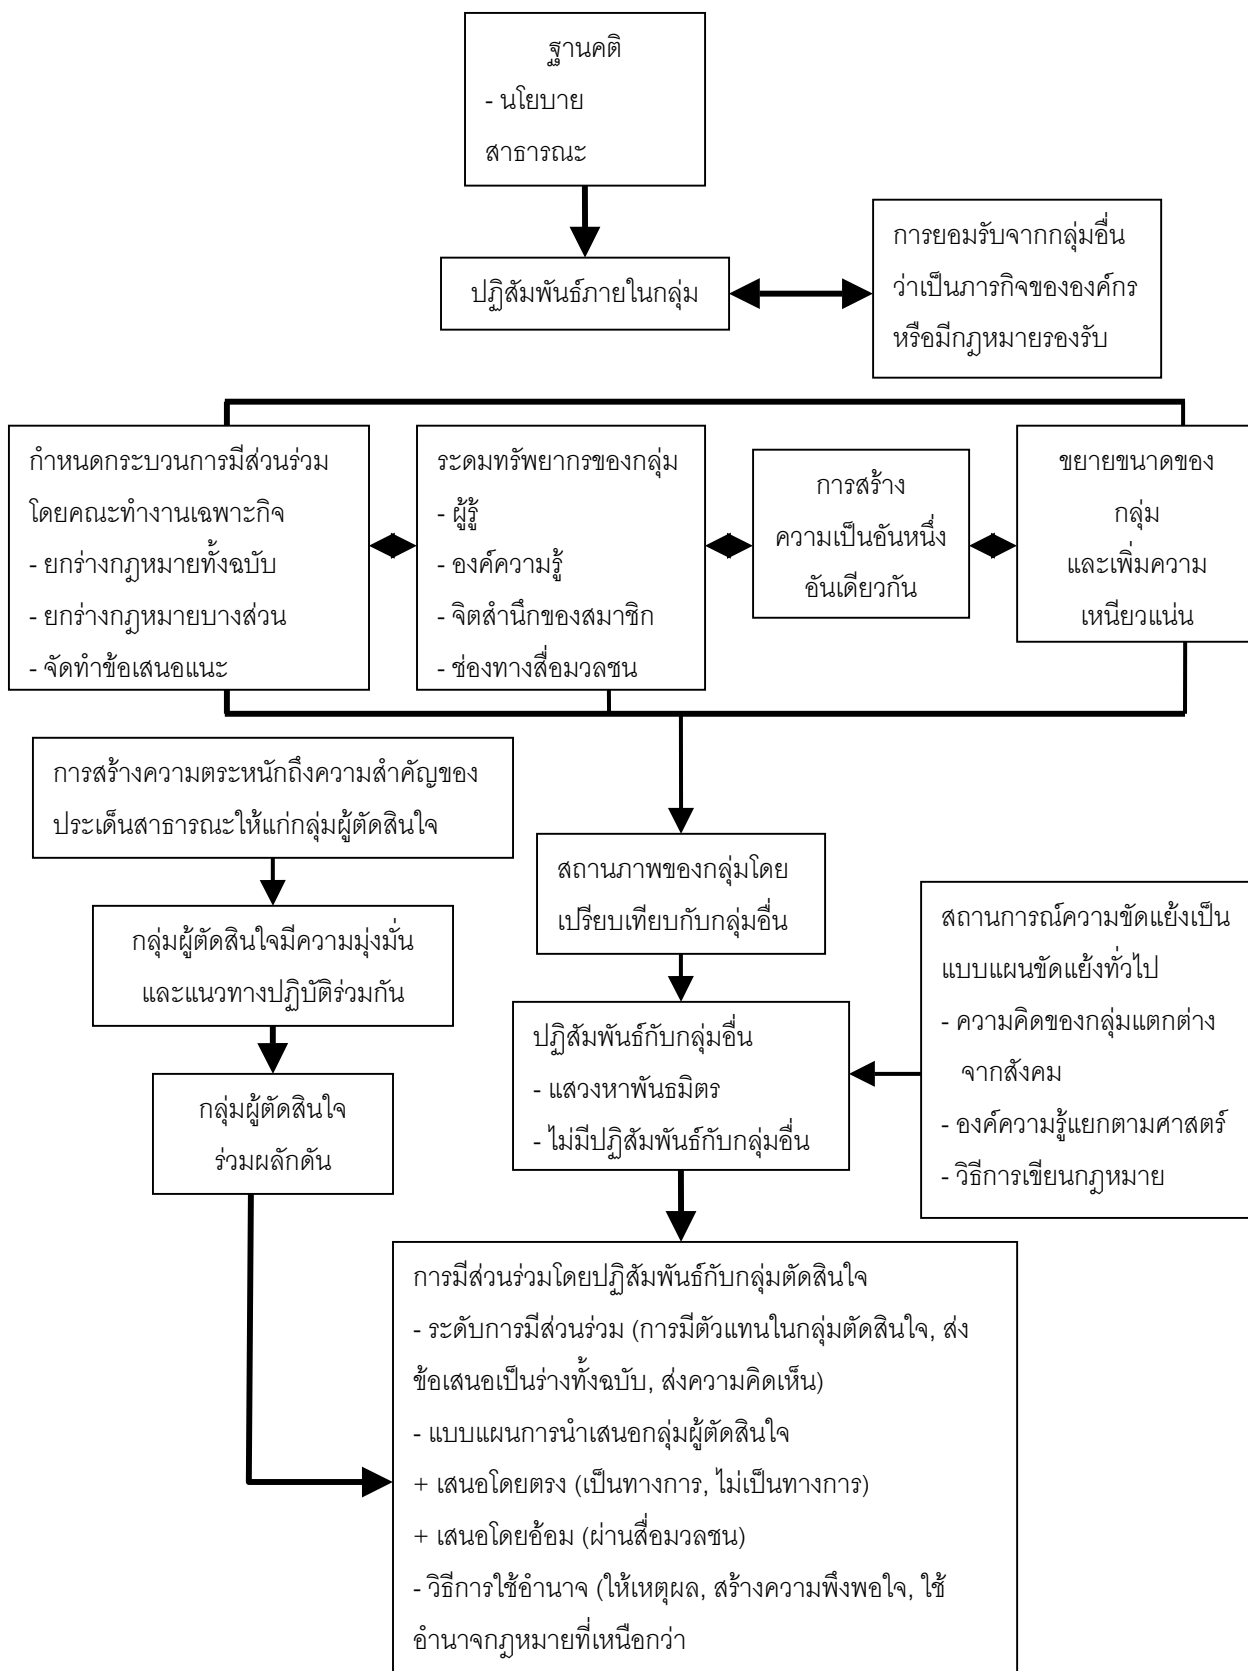 ฐานคติ
- นโยบาย
สาธารณะ
ปฏิสัมพันธ์ภายในกลุ่ม
การยอมรับจากกลุ่มอื่น
ว่าเป็นภารกิจขององค์กร
หรือมีกฎหมายรองรับ
กำหนดกระบวนการมีส่วนร่วม
โดยคณะทำงานเฉพาะกิจ
- ยกร่างกฎหมายทั้งฉบับ
- ยกร่างกฎหมายบางส่วน
- จัดทำข้อเสนอแนะ
ระดมทรัพยากรของกลุ่ม
- ผู้รู้
- องค์ความรู้
- จิตสำนึกของสมาชิก
- ช่องทางสื่อมวลชน
การสร้าง
ความเป็นอันหนึ่ง
อันเดียวกัน
ขยายขนาดของ
กลุ่ม
และเพิ่มความ
เหนียวแน่น
การสร้างความตระหนักถึงความสำคัญของ
ประเด็นสาธารณะให้แก่กลุ่มผู้ตัดสินใจ
กลุ่มผู้ตัดสินใจมีความมุ่งมั่น
และแนวทางปฏิบัติร่วมกัน
กลุ่มผู้ตัดสินใจ
ร่วมผลักดัน
สถานภาพของกลุ่มโดย
เปรียบเทียบกับกลุ่มอื่น
ปฏิสัมพันธ์กับกลุ่มอื่น
- แสวงหาพันธมิตร
- ไม่มีปฏิสัมพันธ์กับกลุ่มอื่น
สถานการณ์ความขัดแย้งเป็น
แบบแผนขัดแย้งทั่วไป
- ความคิดของกลุ่มแตกต่าง
จากสังคม
- องค์ความรู้แยกตามศาสตร์
- วิธีการเขียนกฎหมาย
การมีส่วนร่วมโดยปฏิสัมพันธ์กับกลุ่มตัดสินใจ
- ระดับการมีส่วนร่วม (การมีตัวแทนในกลุ่มตัดสินใจ, ส่ง
ข้อเสนอเป็นร่างทั้งฉบับ, ส่งความคิดเห็น)
- แบบแผนการนำเสนอกลุ่มผู้ตัดสินใจ
+ เสนอโดยตรง (เป็นทางการ, ไม่เป็นทางการ)
+ เสนอโดยอ้อม (ผ่านสื่อมวลชน)
- วิธีการใช้อำนาจ (ให้เหตุผล, สร้างความพึงพอใจ, ใช้
อำนาจกฎหมายที่เหนือกว่า